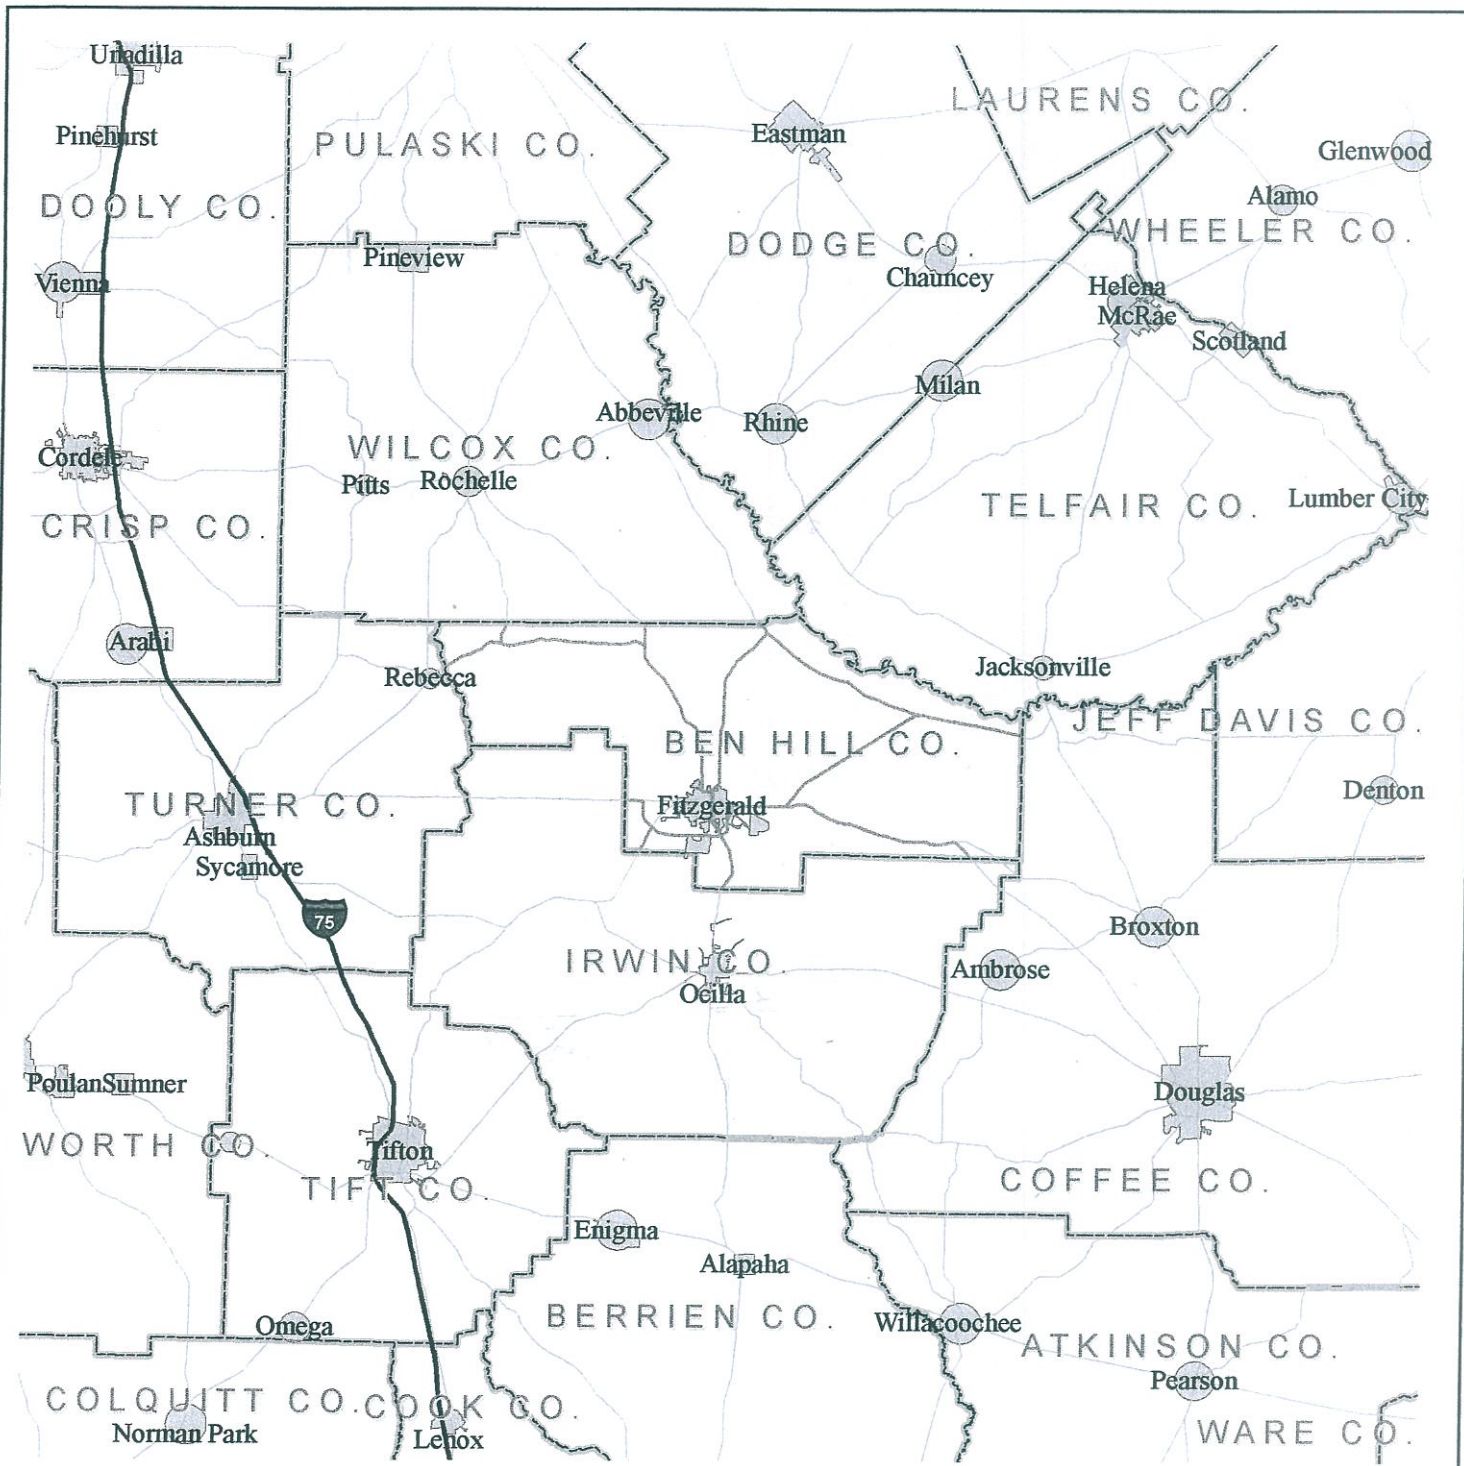 Unadilla
LAURENS CO.
Pinehurst
Eastman
PULASKI CO.
Glenwood
Alamo
DOOLY CO.
WHEELER CO.
DODGE CO.
Pineview
Chauncey
Vienna
Helena
McRae
Scotland
Milan
Abbeville
Rhine
WILCOX CO.
Cordele
Pitts
Rochelle
Lumber City
TELFAIR CO.
CRISP CO.
Arabi
Jacksonville
Rebecca
JEFF DAVIS CO.
BEN HILL CO.
Denton
TURNER CO.
Fitzgerald
Ashburn
Sycamore
75
Broxton
IRWIN CO.
Ambrose
Ocilla
Poulan
Sumner
Douglas
WORTH CO.
Tifton
COFFEE CO.
TIFT CO.
Enigma
Alapaha
BERRIEN CO.
Willacoochee
Omega
ATKINSON CO.
Pearson
COLQUITT CO.
COOK CO.
Norman Park
Lenox
WARE CO.